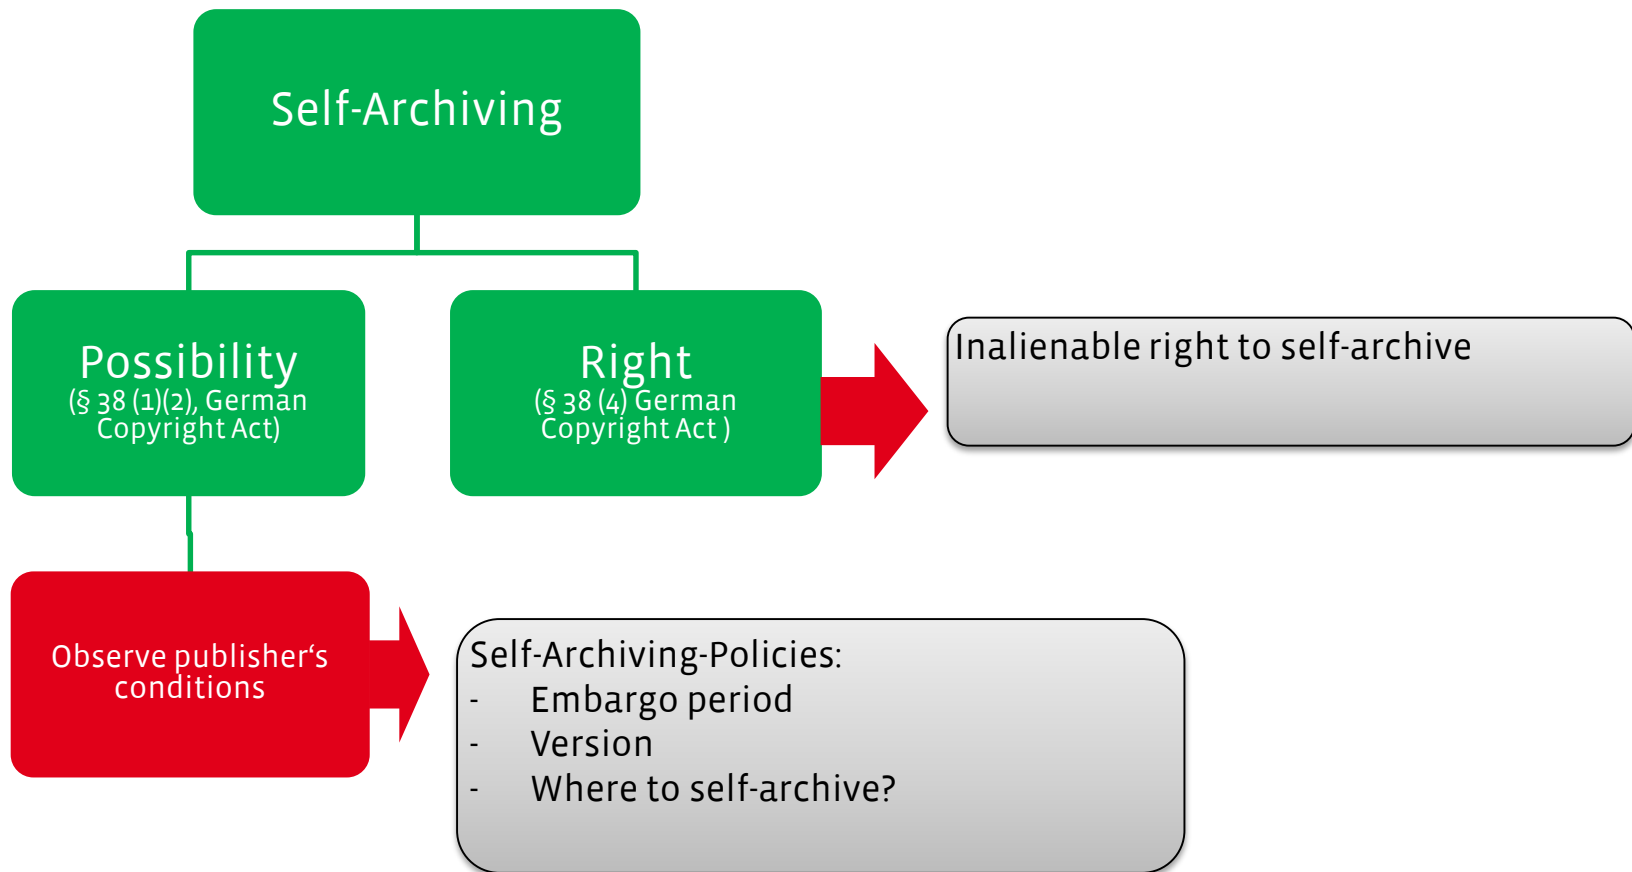 Self-Archiving
Possibility
(§ 38 (1)(2), German
Copyright Act)
Right
(§ 38 (4) German
Copyright Act )
Inalienable right to self-archive
Observe publisher‘s
conditions
Self-Archiving-Policies:
- Embargo period
- Version
- Where to self-archive?